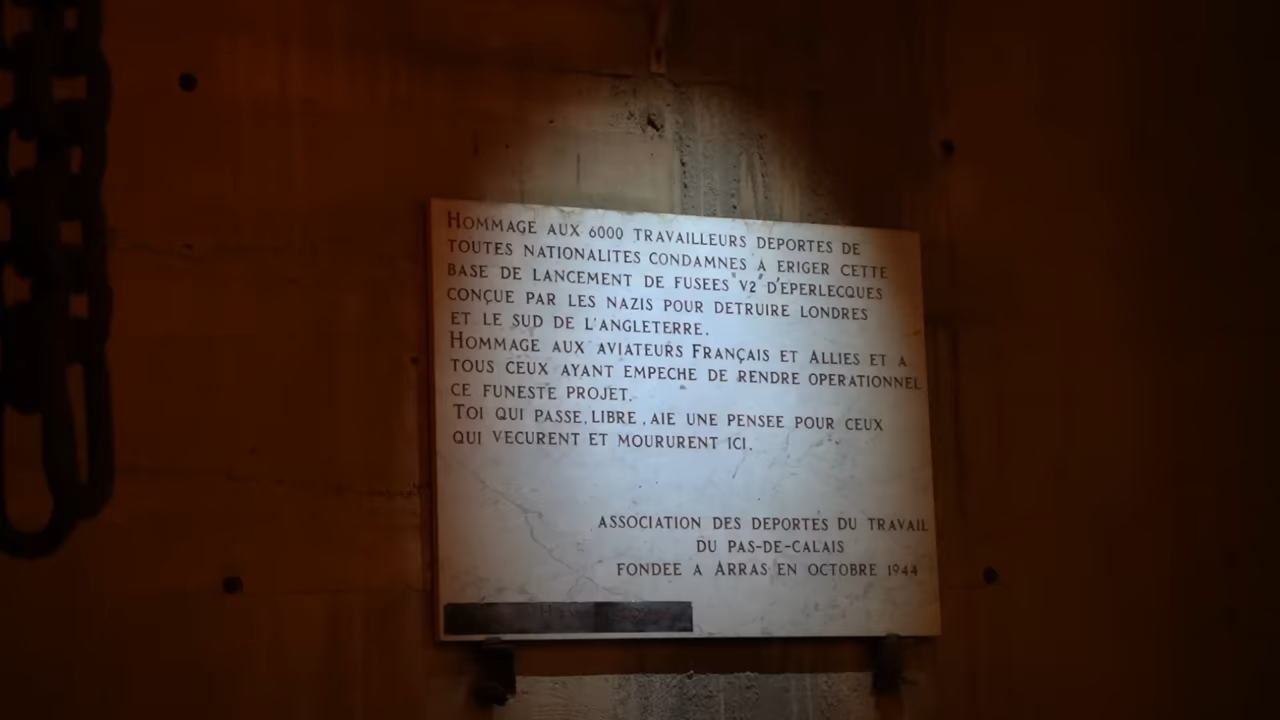 HOMMAGE AUX 6000 TRAVAILLEURS DEPORTES DE
TOUTES NATIONALITES CONDAMNES A ERIGER CETTE
BASE DE LANCEMENT DE FUSEES "V2" D'EPERLECQUES
CONÇUE PAR LES NAZIS POUR DETRUIRE LONDRES
ET LE SUD DE L'ANGLETERRE.
HOMMAGE AUX AVIATEURS FRANÇAIS ET ALLIES ET A
TOUS CEUX AYANT EMPECHE DE RENDRE OPERATIONNEL
CE FUNESTE PROJET.
TOI QUI PASSE, LIBRE, AIE UNE PENSEE POUR CEUX
QUI VECURENT ET MOURURENT ICI.
ASSOCIATION DES DEPORTES DU TRAVAIL
DU PAS-DE-CALAIS
FONDEE A ARRAS EN OCTOBRE 1944